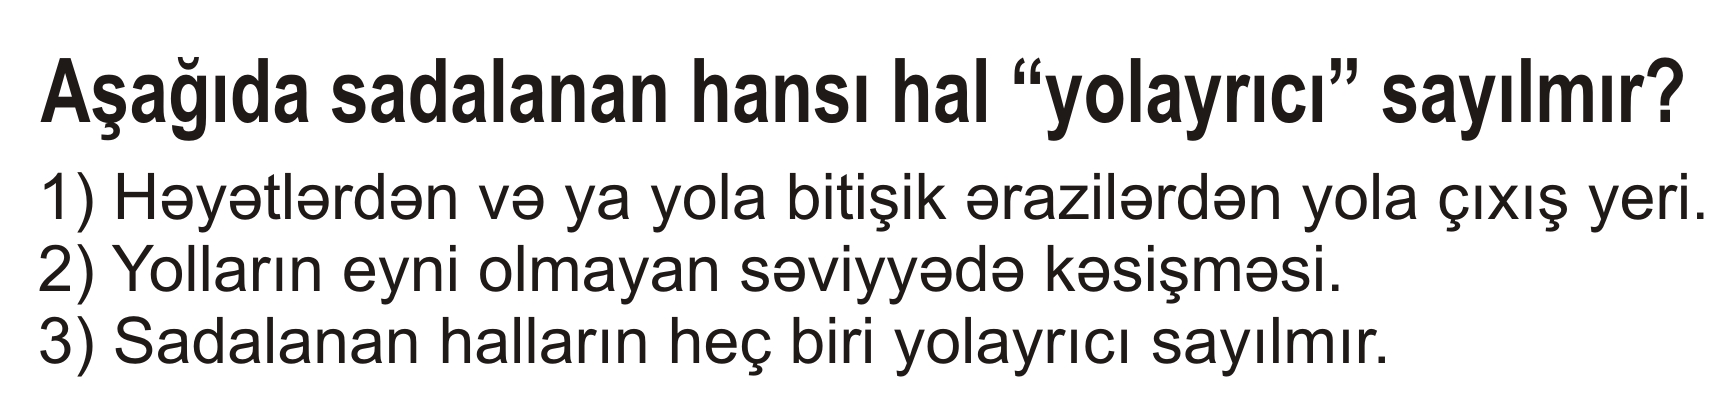 Aşağıda sadalanan hansı hal “yolayrıcı” sayılmır?
1) Həyətlərdən və ya yola bitişik ərazilərdən yola çıxış yeri.
2) Yolların eyni olmayan səviyyədə kəsişməsi.
3) Sadalanan halların heç biri yolayrıcı sayılmır.